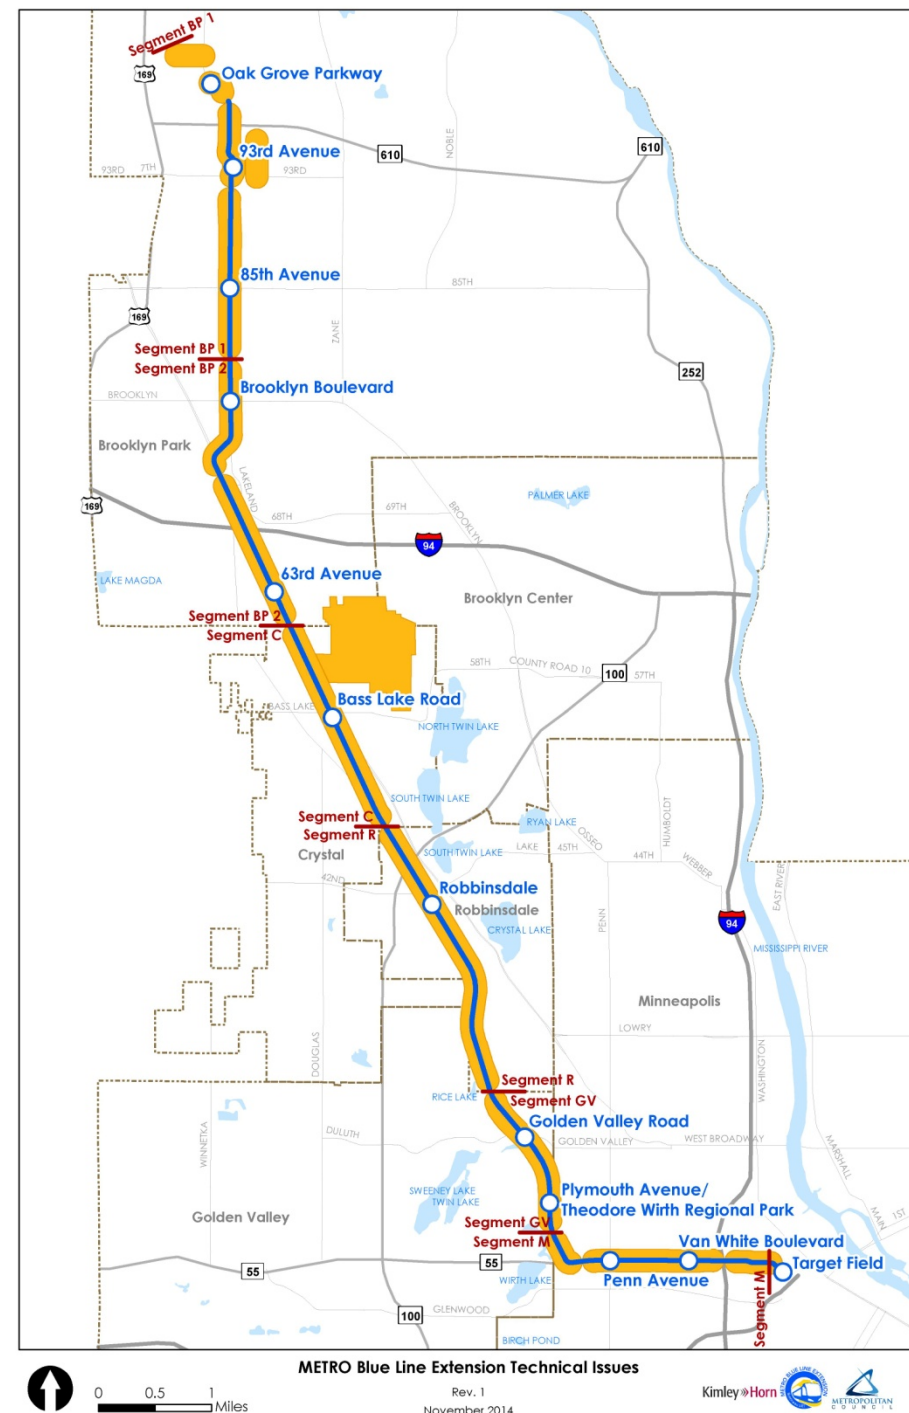 Segment BP 1
169
Oak Grove Parkway
NOBLE
610
610
93rd Avenue
93RD
7TH
93RD
85th Avenue
85TH
169
ZANE
Segment BP 1
Segment BP 2
252
Brooklyn Boulevard
BROOKLYN
Brooklyn Park
LAKELAND
169
68TH
69TH
BROOKLYN
PALMER LAKE
94
LAKE MAGDA
63rd Avenue
Brooklyn Center
Segment BP 2
Segment C
58TH
COUNTY ROAD 10
57TH
100
BASS LAKE
Bass Lake Road
NORTH TWIN LAKE
SOUTH TWIN LAKE
Segment C
Segment R
RYAN LAKE
OSSEO
HUMBOLDT
Crystal
SOUTH TWIN LAKE
LAKE
45TH
44TH
WEBBER
42ND
EAST RIVER
Robbinsdale
Robbinsdale
CRYSTAL LAKE
PENN
94
MISSISSIPPI RIVER
Minneapolis
LOWRY
DOUGLAS
WASHINGTON
Segment R
RICE LAKE
Segment GV
WINNETKA
DULUTH
Golden Valley Road
GOLDEN VALLEY
WEST BROADWAY
MARSHALL
SWEENEY LAKE
TWIN LAKE
Plymouth Avenue/
Theodore Wirth Regional Park
MAIN
1ST
Golden Valley
Segment GV
Segment M
Van White Boulevard
55
55
Target Field
WIRTH LAKE
Penn Avenue
Segment M
100
GLENWOOD
BIRCH POND
METRO Blue Line Extension Technical Issues
0
0.5
1
Miles
Rev. 1
November 2014
Kimley»Horn
METRO BLUE LINE EXTENSION
METROPOLITAN
COUNCIL